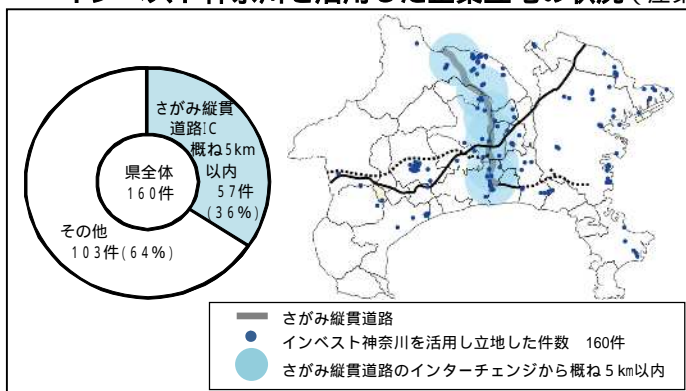 さがみ縦貫
道路IC
概ね5km
以内
57件
(36%)
県全体
160件
その他
103件(64%)
さがみ縦貫道路
インベスト神奈川を活用し立地した件数 160件
さがみ縦貫道路のインターチェンジから概ね5km以内